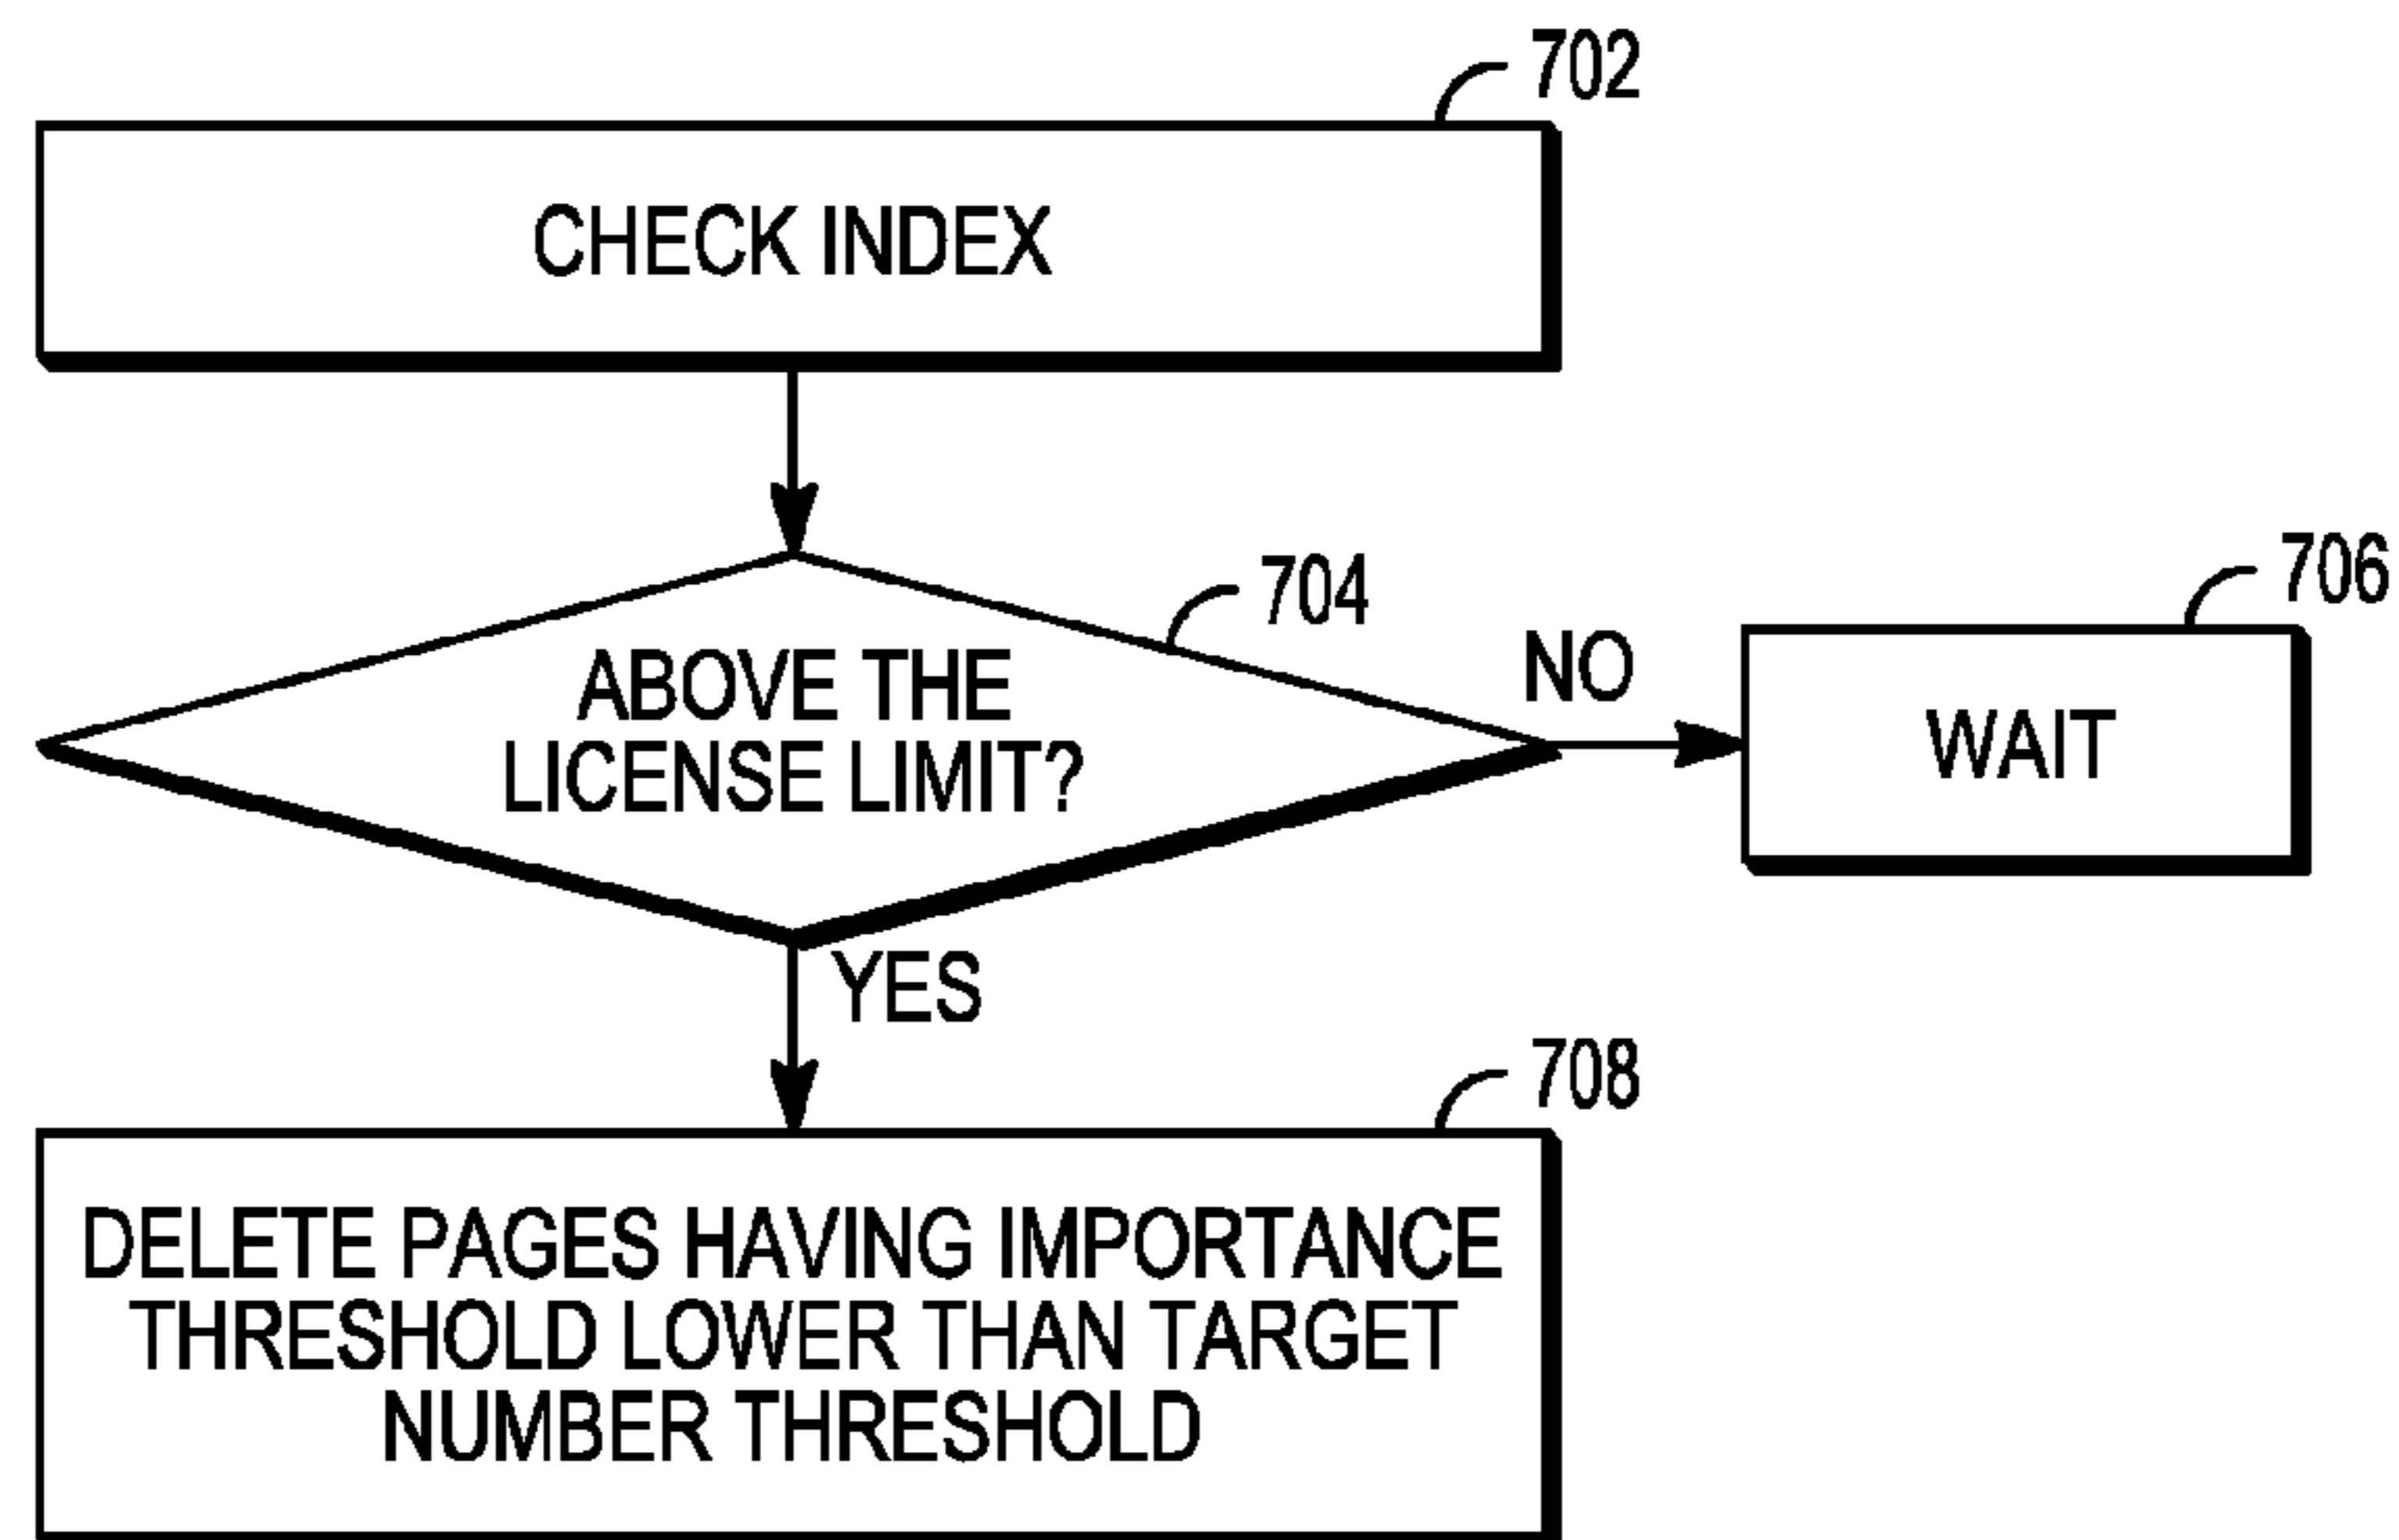 702
CHECK INDEX
704
ABOVE THE
LICENSE LIMIT?
NO
706
WAIT
YES
708
DELETE PAGES HAVING IMPORTANCE
THRESHOLD LOWER THAN TARGET
NUMBER THRESHOLD